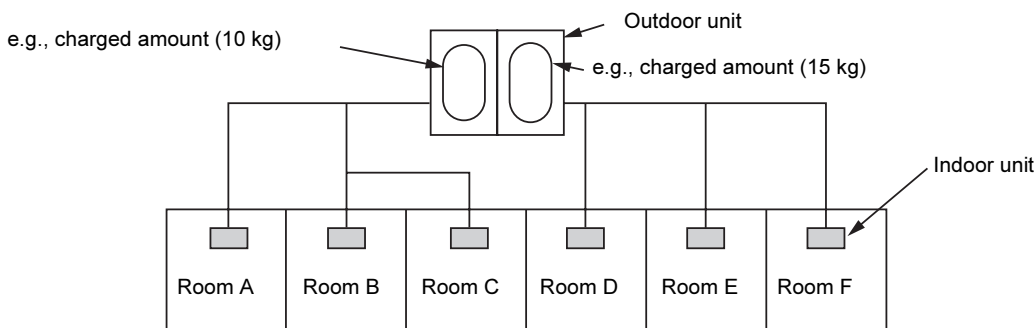 Outdoor unit
e.g., charged amount (10 kg)
e.g., charged amount (15 kg)
Indoor unit
Room A
Room B
Room C
Room D
Room E
Room F